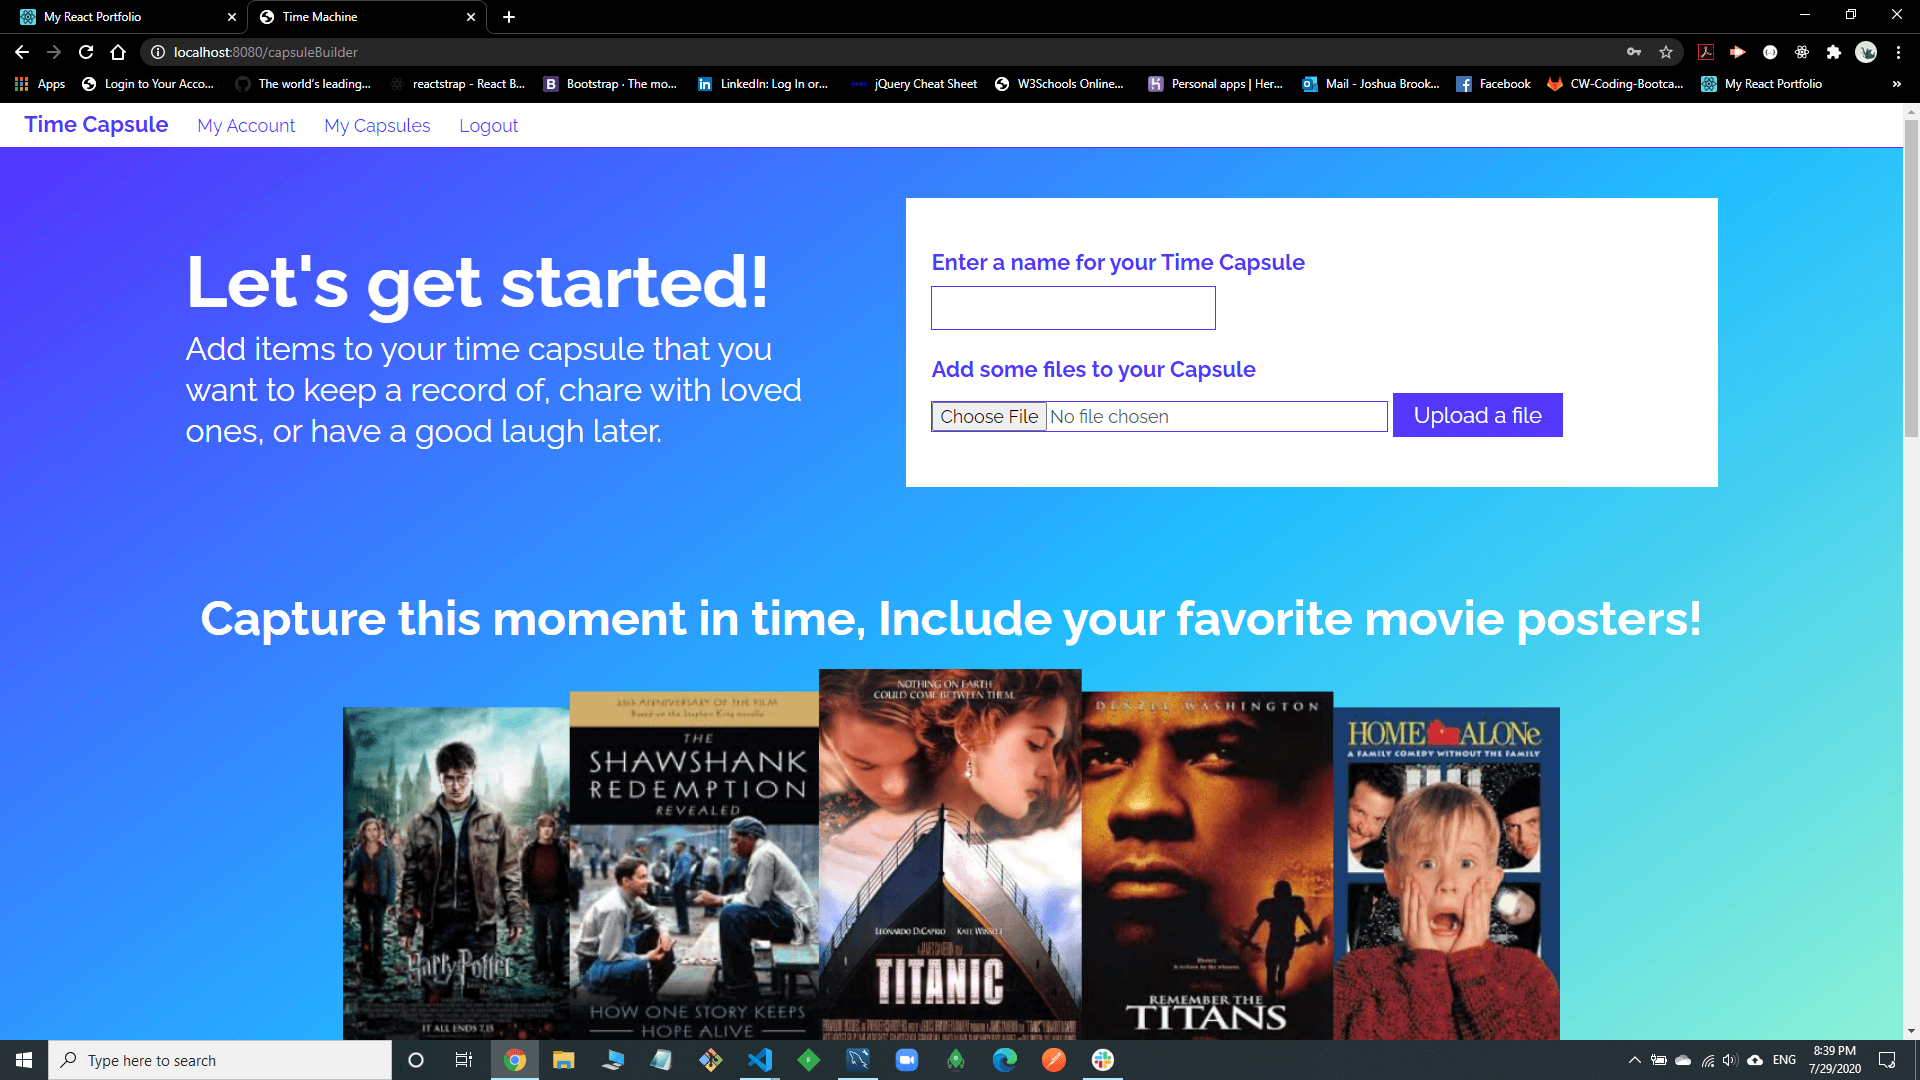 My React Portfolio
Time Machine
localhost:8080/capsuleBuilder
Apps
Login to Your Acco...
The world's leading...
reactstrap - React B...
Bootstrap · The mo...
LinkedIn: Log In or...
jQuery Cheat Sheet
W3Schools Online...
Personal apps | Her...
Mail - Joshua Brook...
Facebook
CW-Coding-Bootca...
My React Portfolio
»
Time Capsule
My Account
My Capsules
Logout
Let's get started!
Add items to your time capsule that you
want to keep a record of, chare with loved
ones, or have a good laugh later.
Enter a name for your Time Capsule
Add some files to your Capsule
Choose File No file chosen
Upload a file
Capture this moment in time, Include your favorite movie posters!
Harry Potter
IT ALL ENDS 7.15
25TH ANNIVERSARY OF THE FILM
Based on the Stephen King novella
THE
SHAWSHANK
REDEMPTION
REVEALED
HOW ONE STORY KEEPS
HOPE ALIVE
NOTHING ON EARTH
COULD COME BETWEEN THEM.
LEONARDO DICAPRIO KATE WINSLET
TITANIC
DENZEL WASHINGTON
REMEMBER THE
TITANS
HOME ALONe
A FAMILY COMEDY WITHOUT THE FAMILY
Type here to search
ENG
8:39 PM
7/29/2020